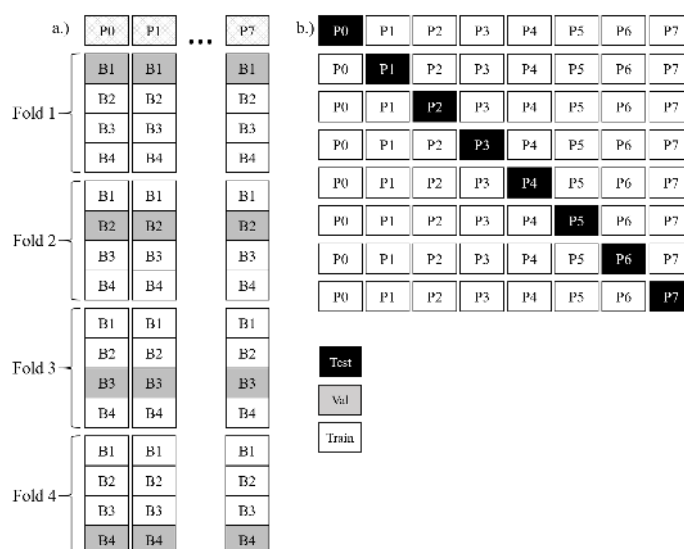 a.) P0 P1 ... P7
Fold 1
B1 B1 B1
B2 B2 B2
B3 B3 B3
B4 B4 B4
Fold 2
B1 B1 B1
B2 B2 B2
B3 B3 B3
B4 B4 B4
Fold 3
B1 B1 B1
B2 B2 B2
B3 B3 B3
B4 B4 B4
Fold 4
B1 B1 B1
B2 B2 B2
B3 B3 B3
B4 B4 B4
b.) P0 P1 P2 P3 P4 P5 P6 P7
P0 P1 P2 P3 P4 P5 P6 P7
P0 P1 P2 P3 P4 P5 P6 P7
P0 P1 P2 P3 P4 P5 P6 P7
P0 P1 P2 P3 P4 P5 P6 P7
P0 P1 P2 P3 P4 P5 P6 P7
P0 P1 P2 P3 P4 P5 P6 P7
P0 P1 P2 P3 P4 P5 P6 P7
Test
Val
Train